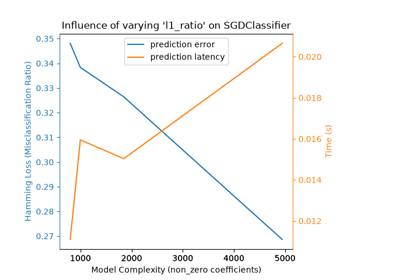 Influence of varying 'l1_ratio' on SGDClassifier
prediction error
prediction latency
0.35
0.34
0.33
0.32
0.31
0.30
0.29
0.28
0.27
Hamming Loss (Misclassification Ratio)
0.020
0.018
0.016
0.014
0.012
Time (s)
1000 2000 3000 4000 5000
Model Complexity (non_zero coefficients)